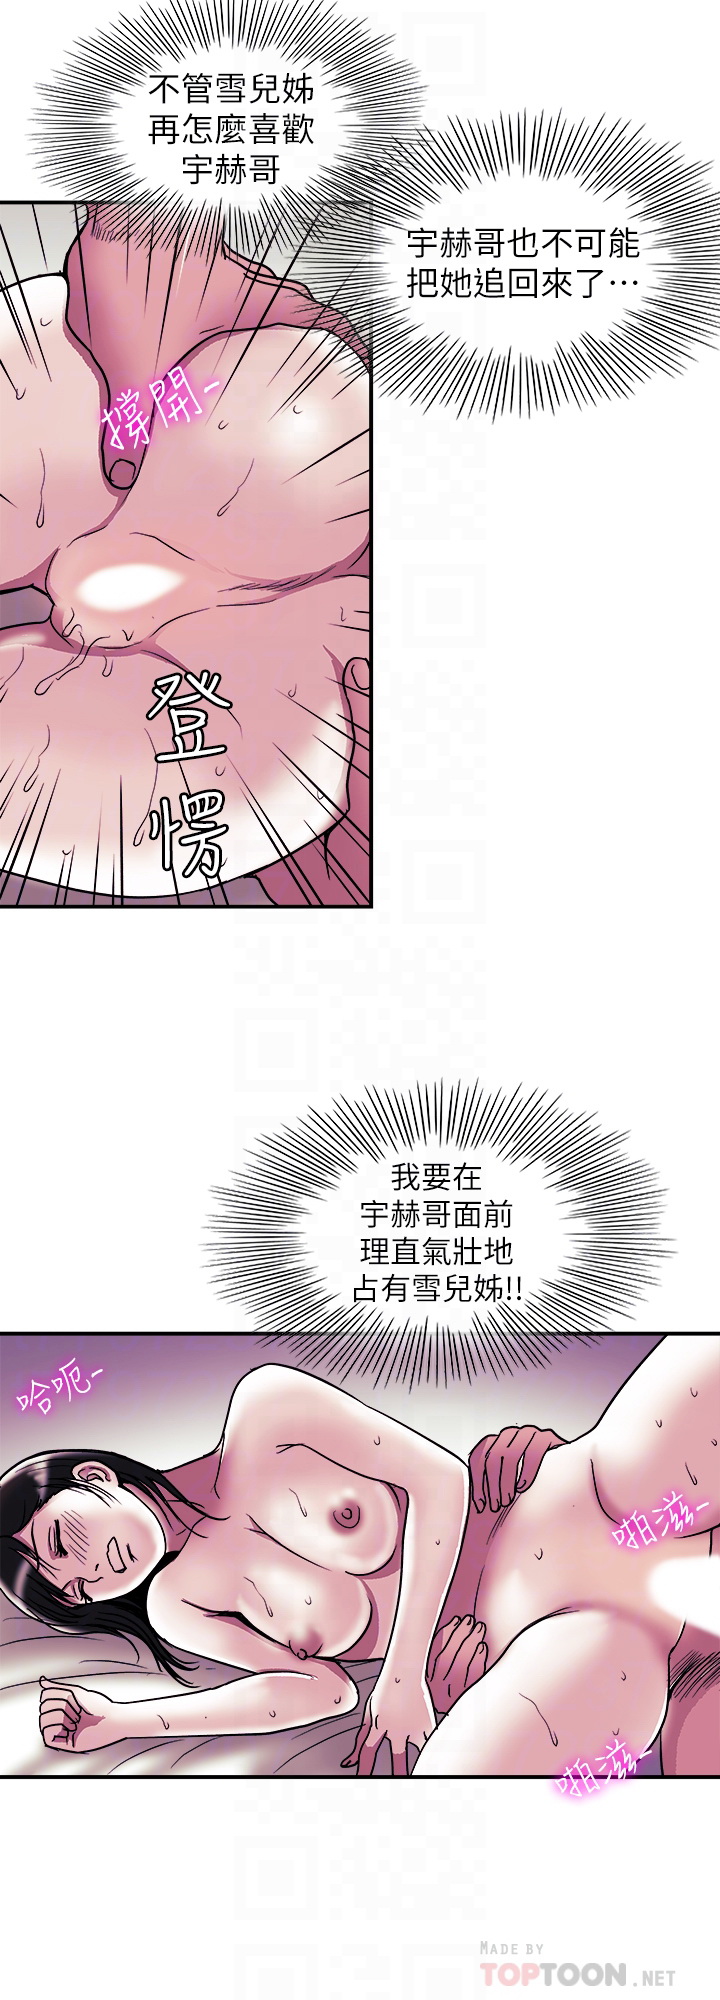 不管雪兒姊
再怎麼喜歡
宇赫哥
宇赫哥也不可能
把她追回來了…
撐開~
登
愣
我要在
宇赫哥面前
理直氣壯地
占有雪兒姊!!
哈呃~
啪滋~
啪滋~
MADE BY
TOPTOON.NET